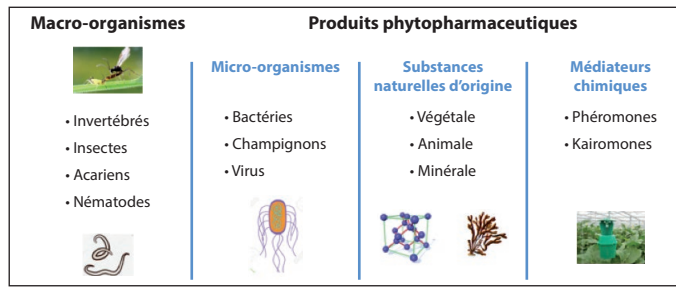 Macro-organismes
Produits phytopharmaceutiques
• Invertébrés
• Insectes
• Acariens
• Nématodes
Micro-organismes
• Bactéries
• Champignons
• Virus
Substances
naturelles d'origine
• Végétale
• Animale
• Minérale
Médiateurs
chimiques
• Phéromones
• Kairomones